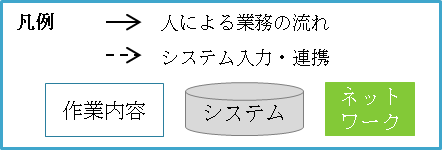 凡例
人による業務の流れ
システム入力・連携
作業内容
システム
ネット
ワーク